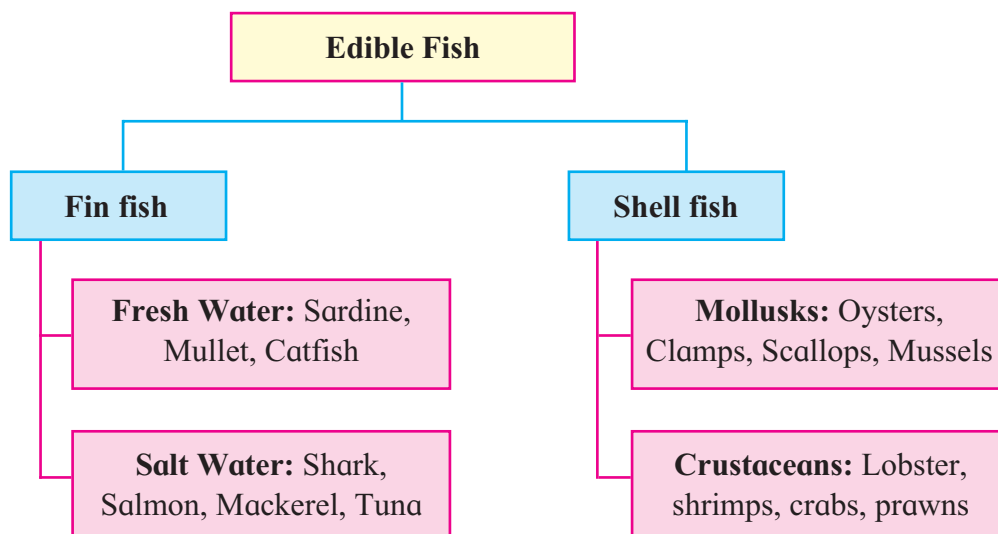 Edible Fish
Fin fish
Fresh Water: Sardine,
Mullet, Catfish
Salt Water: Shark,
Salmon, Mackerel, Tuna
Shell fish
Mollusks: Oysters,
Clamps, Scallops, Mussels
Crustaceans: Lobster,
shrimps, crabs, prawns